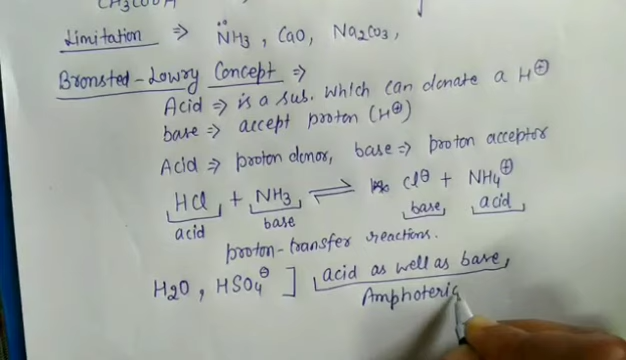 CH3COOH
Limitation ⇒ N̈H3, CaO, Na2CO3,
Bronsted-Lowry Concept ⇒
Acid ⇒ is a sub. which can donate a H⊕
base ⇒ accept proton (H⊕)
Acid ⇒ proton donor, base ⇒ proton acceptor
HCl + NH3 ⇌ Cl⊖ + NH4⊕
acid base base acid
proton-transfer reactions.
H2O, HSO4⊖ ] acid as well as base,
Amphoteric